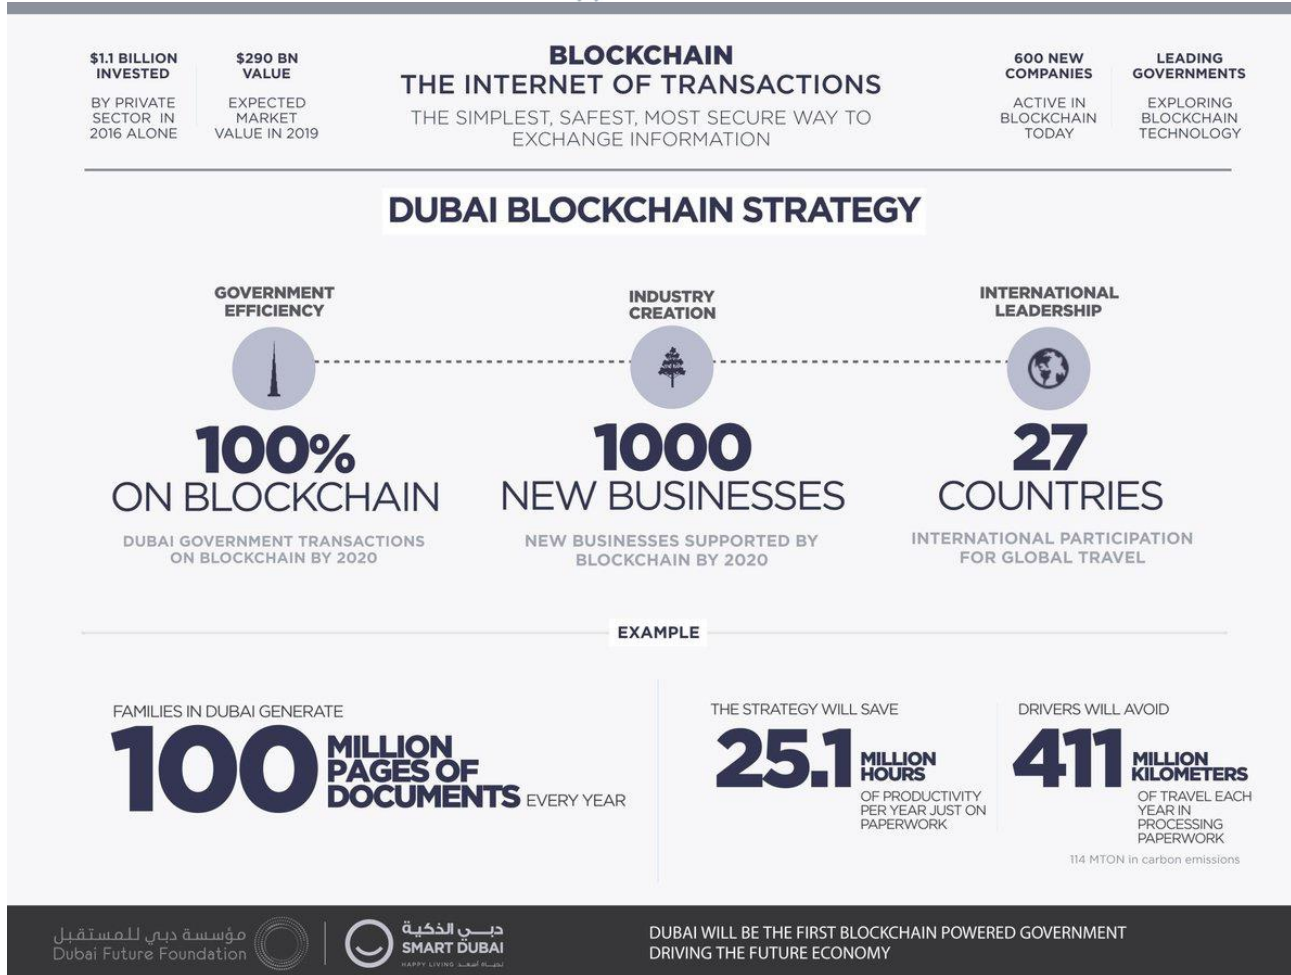 $1.1 BILLION
INVESTED
BY PRIVATE
SECTOR IN
2016 ALONE
$290 BN
VALUE
EXPECTED
MARKET
VALUE IN 2019
BLOCKCHAIN
THE INTERNET OF TRANSACTIONS
THE SIMPLEST, SAFEST, MOST SECURE WAY TO
EXCHANGE INFORMATION
600 NEW
COMPANIES
ACTIVE IN
BLOCKCHAIN
TODAY
LEADING
GOVERNMENTS
EXPLORING
BLOCKCHAIN
TECHNOLOGY
DUBAI BLOCKCHAIN STRATEGY
GOVERNMENT
EFFICIENCY
100%
ON BLOCKCHAIN
DUBAI GOVERNMENT TRANSACTIONS
ON BLOCKCHAIN BY 2020
INDUSTRY
CREATION
1000
NEW BUSINESSES
NEW BUSINESSES SUPPORTED BY
BLOCKCHAIN BY 2020
INTERNATIONAL
LEADERSHIP
27
COUNTRIES
INTERNATIONAL PARTICIPATION
FOR GLOBAL TRAVEL
EXAMPLE
FAMILIES IN DUBAI GENERATE
100 MILLION
PAGES OF
DOCUMENTS EVERY YEAR
THE STRATEGY WILL SAVE
25.1 MILLION
HOURS
OF PRODUCTIVITY
PER YEAR JUST ON
PAPERWORK
DRIVERS WILL AVOID
411 MILLION
KILOMETERS
OF TRAVEL EACH
YEAR IN
PROCESSING
PAPERWORK
114 MTON in carbon emissions
مؤسسة دبي للمستقبل
Dubai Future Foundation
دبي الذكية
SMART DUBAI
HAPPY LIVING
DUBAI WILL BE THE FIRST BLOCKCHAIN POWERED GOVERNMENT
DRIVING THE FUTURE ECONOMY